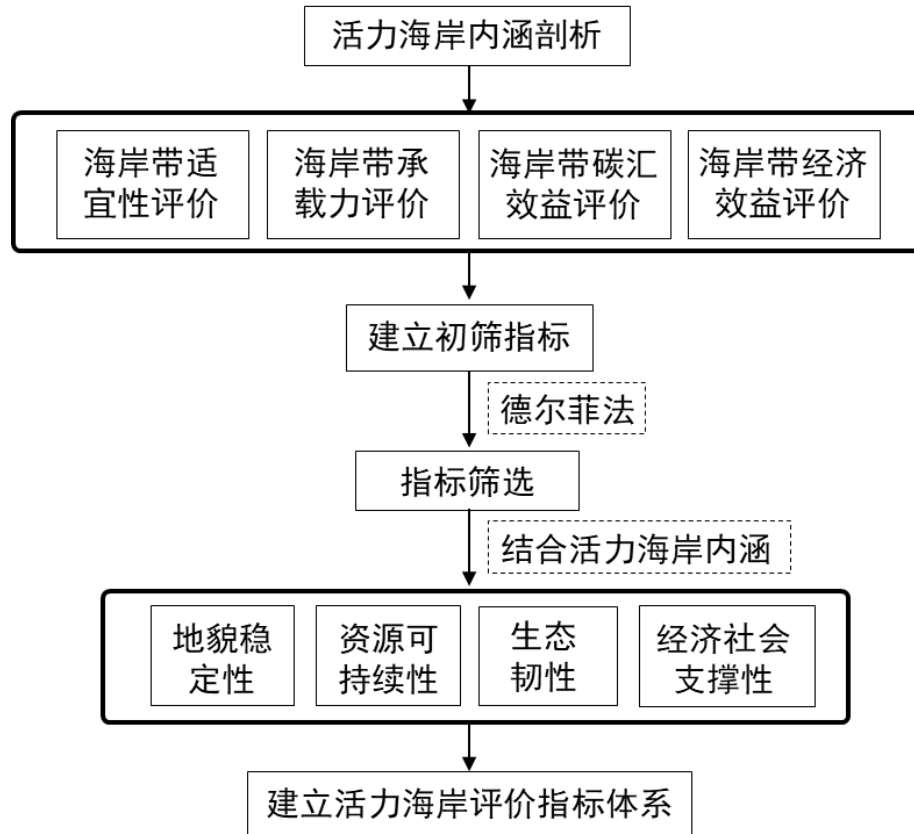 活力海岸内涵剖析
海岸带适
宜性评价
海岸带承
载力评价
海岸带碳汇
效益评价
海岸带经济
效益评价
建立初筛指标
德尔菲法
指标筛选
结合活力海岸内涵
地貌稳
定性
资源可
持续性
生态
韧性
经济社会
支撑性
建立活力海岸评价指标体系